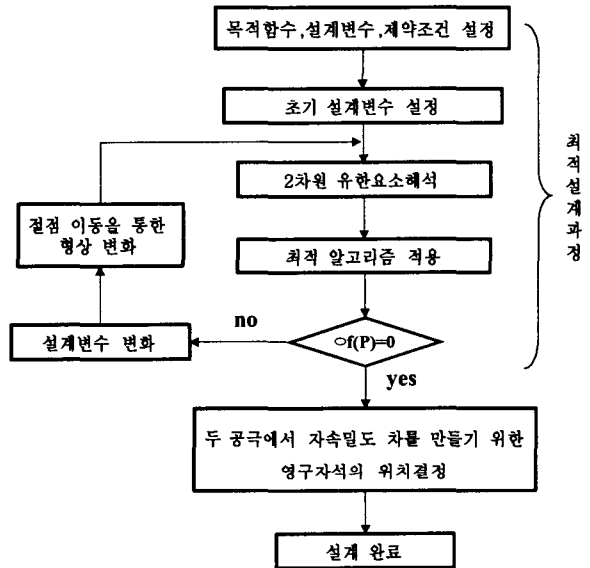 목적함수,설계변수,제약조건 설정
초기 설계변수 설정
2차원 유한요소해석
절점 이동을 통한
형상 변화
최적 알고리즘 적용
no
설계변수 변화
○f(P)=0
yes
두 공극에서 자속밀도 차를 만들기 위한
영구자석의 위치결정
설계 완료
최적설계과정